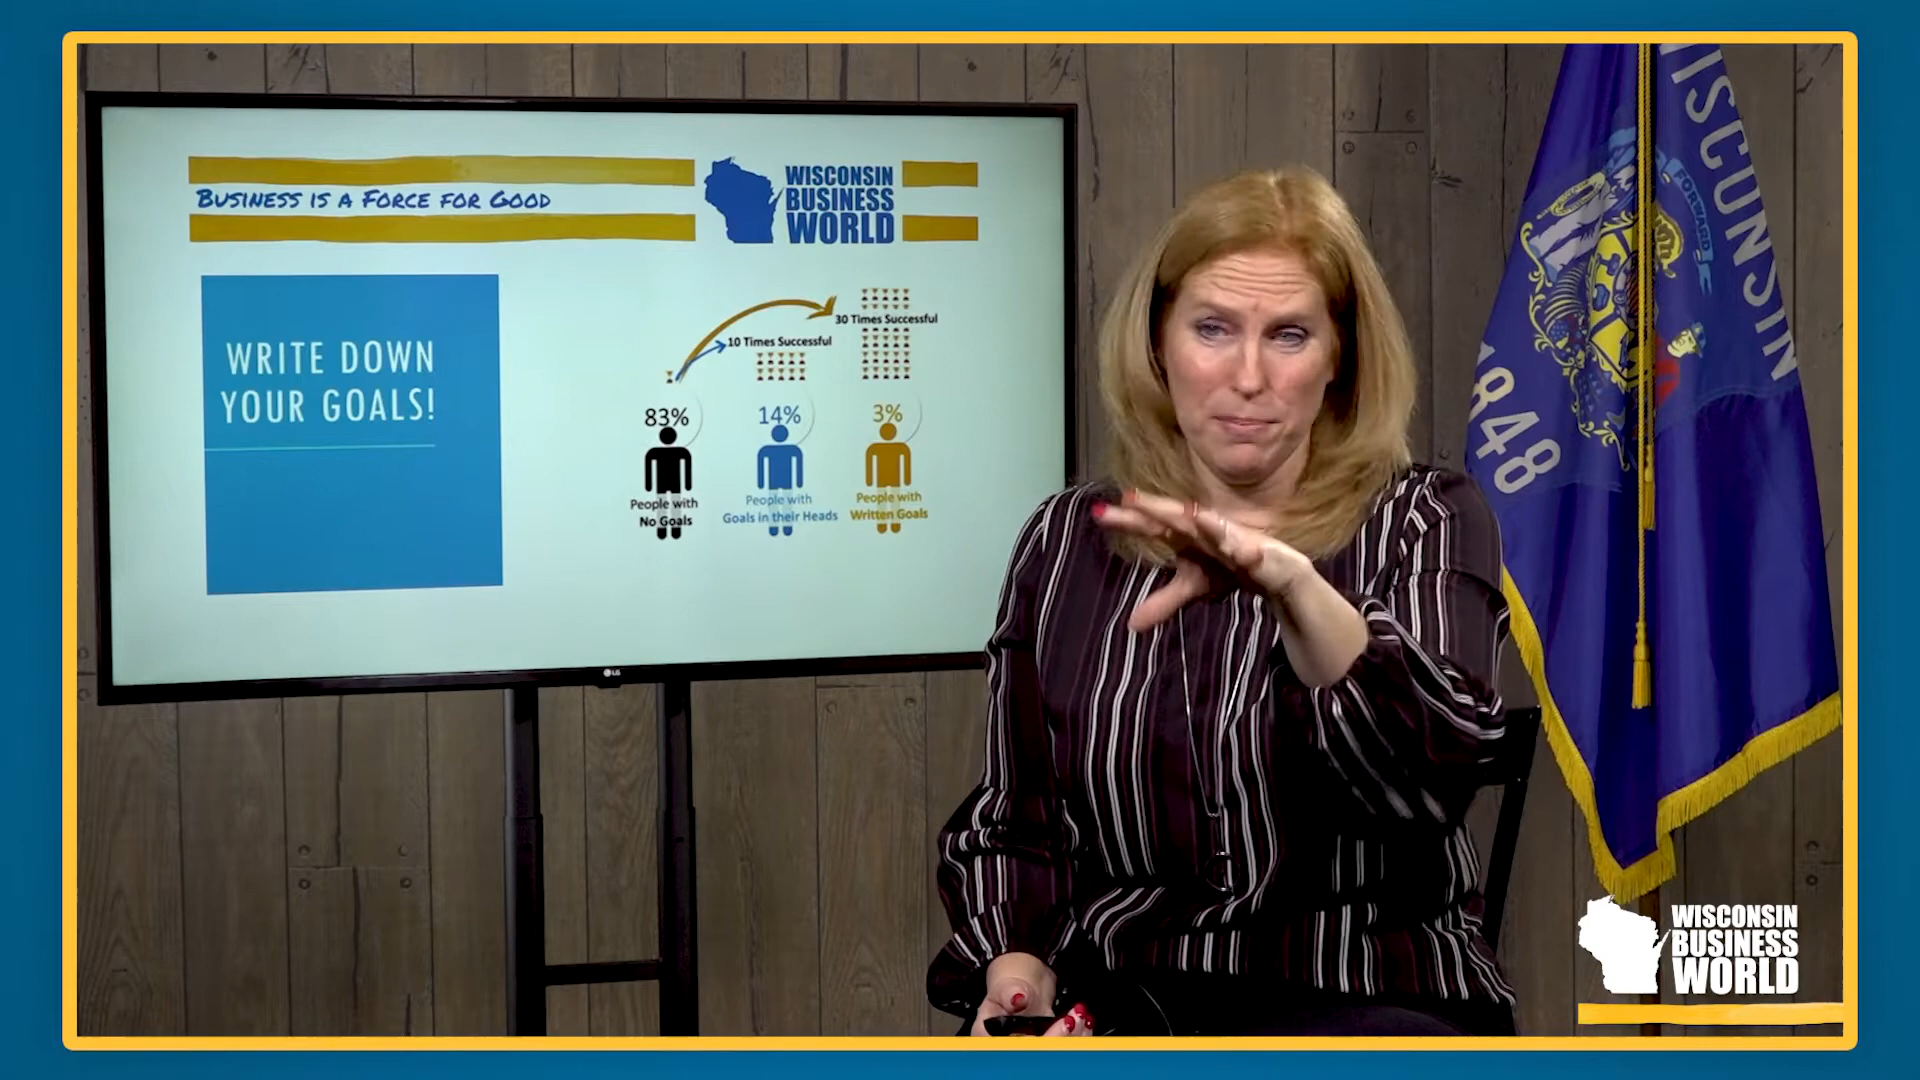 BUSINESS IS A FORCE FOR GOOD
WISCONSIN
BUSINESS
WORLD
WRITE DOWN
YOUR GOALS!
30 Times Successful
10 Times Successful
83%
14%
3%
People with
No Goals
People with
Goals in their Heads
People with
Written Goals
LG
FORWARD
WISCONSIN
1848
WISCONSIN
BUSINESS
WORLD